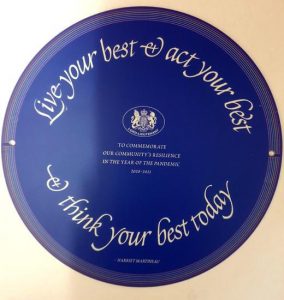 Live your best & act your best
TO COMMEMORATE
OUR COMMUNITY'S RESILIENCE
IN THE YEAR OF THE PANDEMIC
2020-2021
& think your best today
- HARRIET MARTINEAU